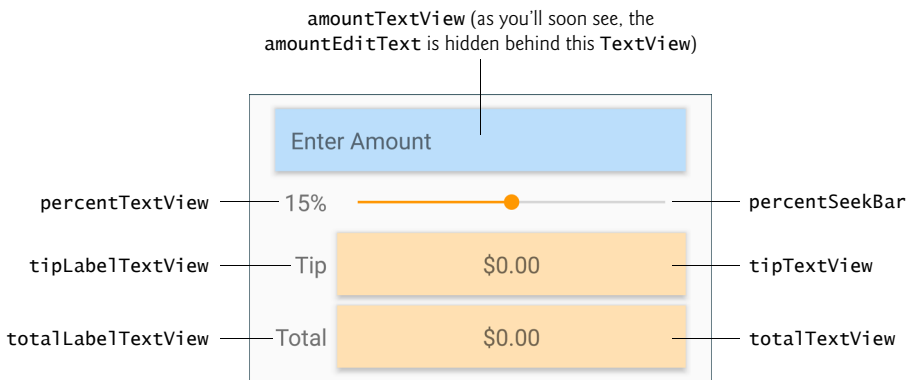 amountTextView (as you'll soon see, the
amountEditText is hidden behind this TextView)
Enter Amount
percentTextView 15% percentSeekBar
tipLabelTextView Tip $0.00 tipTextView
totalLabelTextView Total $0.00 totalTextView